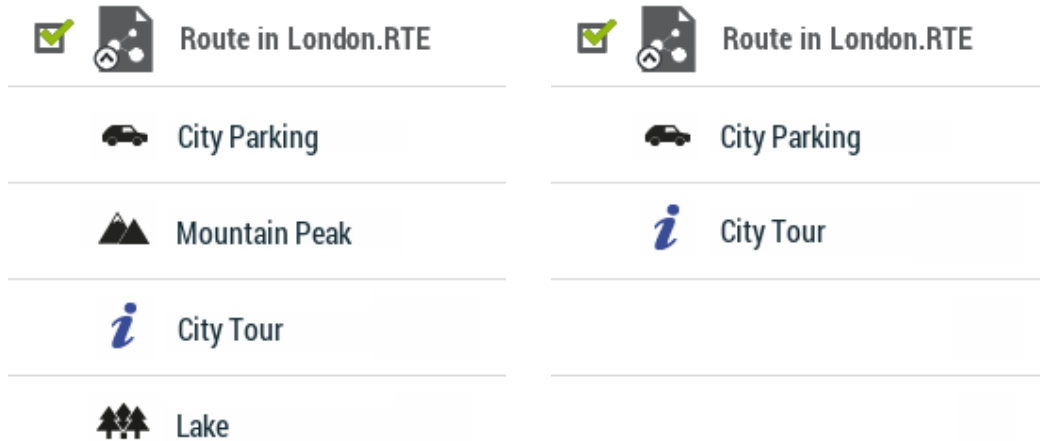 Route in London.RTE
City Parking
Mountain Peak
City Tour
Lake
Route in London.RTE
City Parking
City Tour